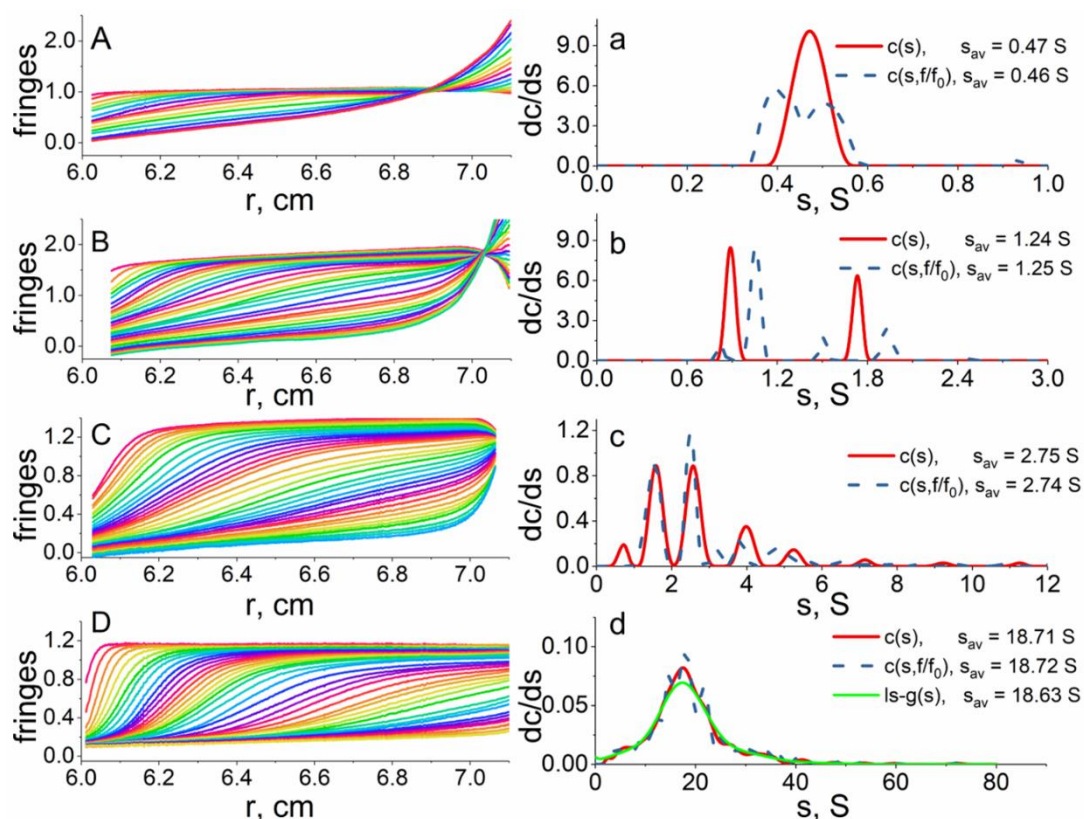 A
fringes
2.0
1.0
0.0
6.0 6.2 6.4 6.6 6.8 7.0
r, cm
a
dc/ds
9.0
6.0
3.0
0.0
c(s), s_av = 0.47 S
c(s,f/f_0), s_av = 0.46 S
0.0 0.2 0.4 0.6 0.8 1.0
s, S
B
fringes
2.0
1.0
0.0
6.0 6.2 6.4 6.6 6.8 7.0
r, cm
b
dc/ds
9.0
6.0
3.0
0.0
c(s), s_av = 1.24 S
c(s,f/f_0), s_av = 1.25 S
0.0 0.6 1.2 1.8 2.4 3.0
s, S
C
fringes
1.2
0.8
0.4
0.0
6.0 6.2 6.4 6.6 6.8 7.0
r, cm
c
dc/ds
1.2
0.8
0.4
0.0
c(s), s_av = 2.75 S
c(s,f/f_0), s_av = 2.74 S
0 2 4 6 8 10 12
s, S
D
fringes
1.2
0.8
0.4
0.0
6.0 6.2 6.4 6.6 6.8 7.0
r, cm
d
dc/ds
0.10
0.05
0.00
c(s), s_av = 18.71 S
c(s,f/f_0), s_av = 18.72 S
ls-g(s), s_av = 18.63 S
0 20 40 60 80
s, S